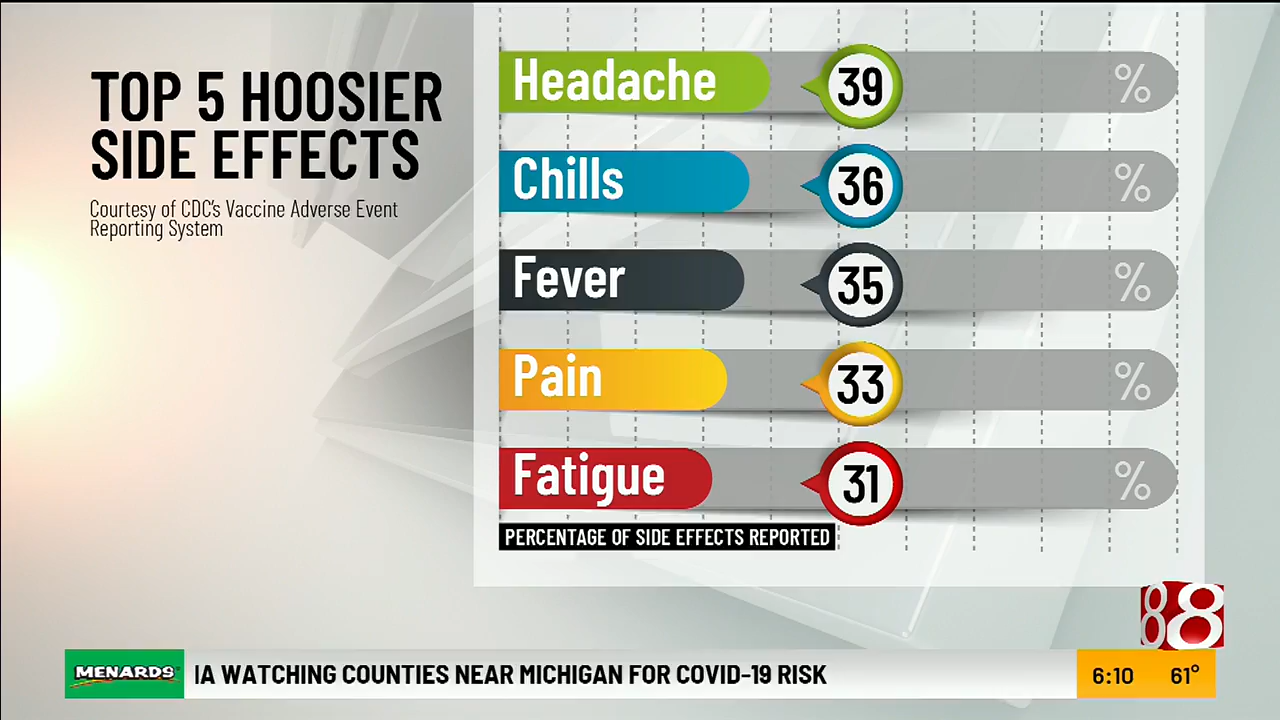 TOP 5 HOOSIER
SIDE EFFECTS
Courtesy of CDC's Vaccine Adverse Event
Reporting System
Headache 39 %
Chills 36 %
Fever 35 %
Pain 33 %
Fatigue 31 %
PERCENTAGE OF SIDE EFFECTS REPORTED
88
MENARDS IA WATCHING COUNTIES NEAR MICHIGAN FOR COVID-19 RISK 6:10 61°